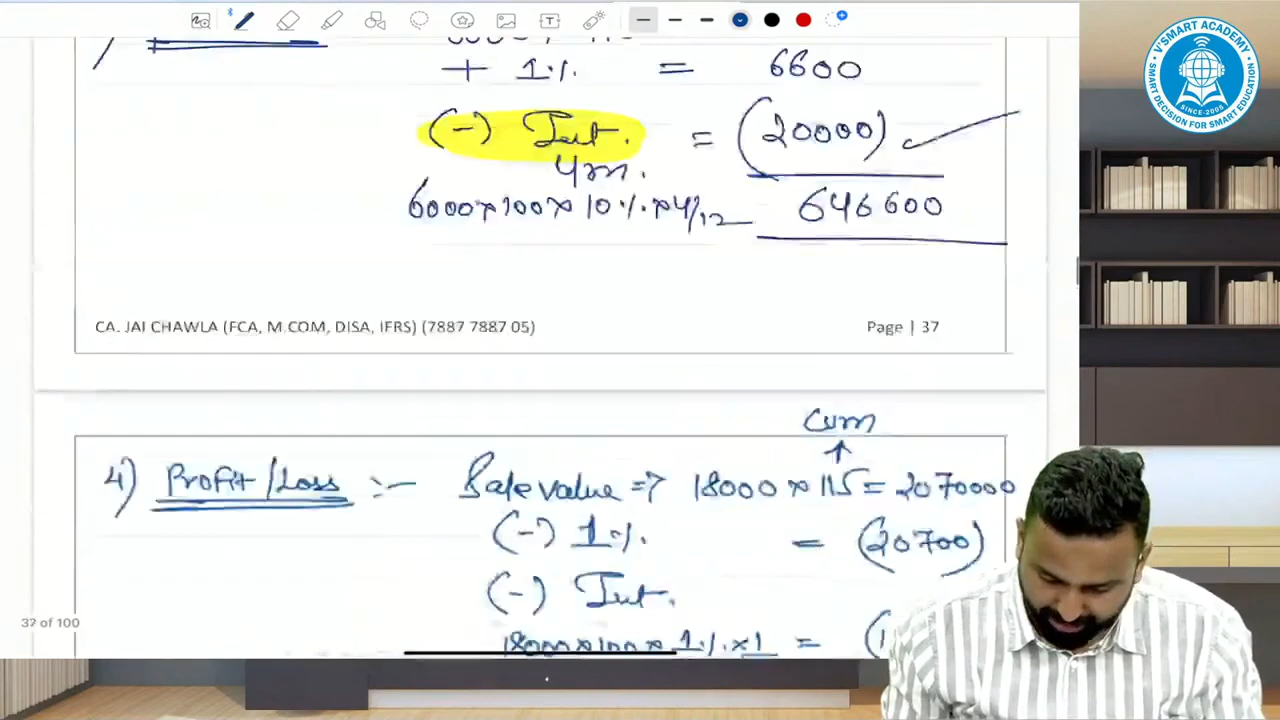 + 1% = 6600
(-) Int. = (20000)
4m.
6000×100×10%×4/12 646600
CA. JAI CHAWLA (FCA, M.COM, DISA, IFRS) (7887 7887 05) Page | 37
Cum
4) Profit/Loss :- Sale value => 18000 × 115 = 2070000
(-) 1% = (20700)
(-) Int.
18000×100×1%×1 = (1
37 of 100
V'SMART ACADEMY
SINCE-2005
SMART DECISION FOR SMART EDUCATION